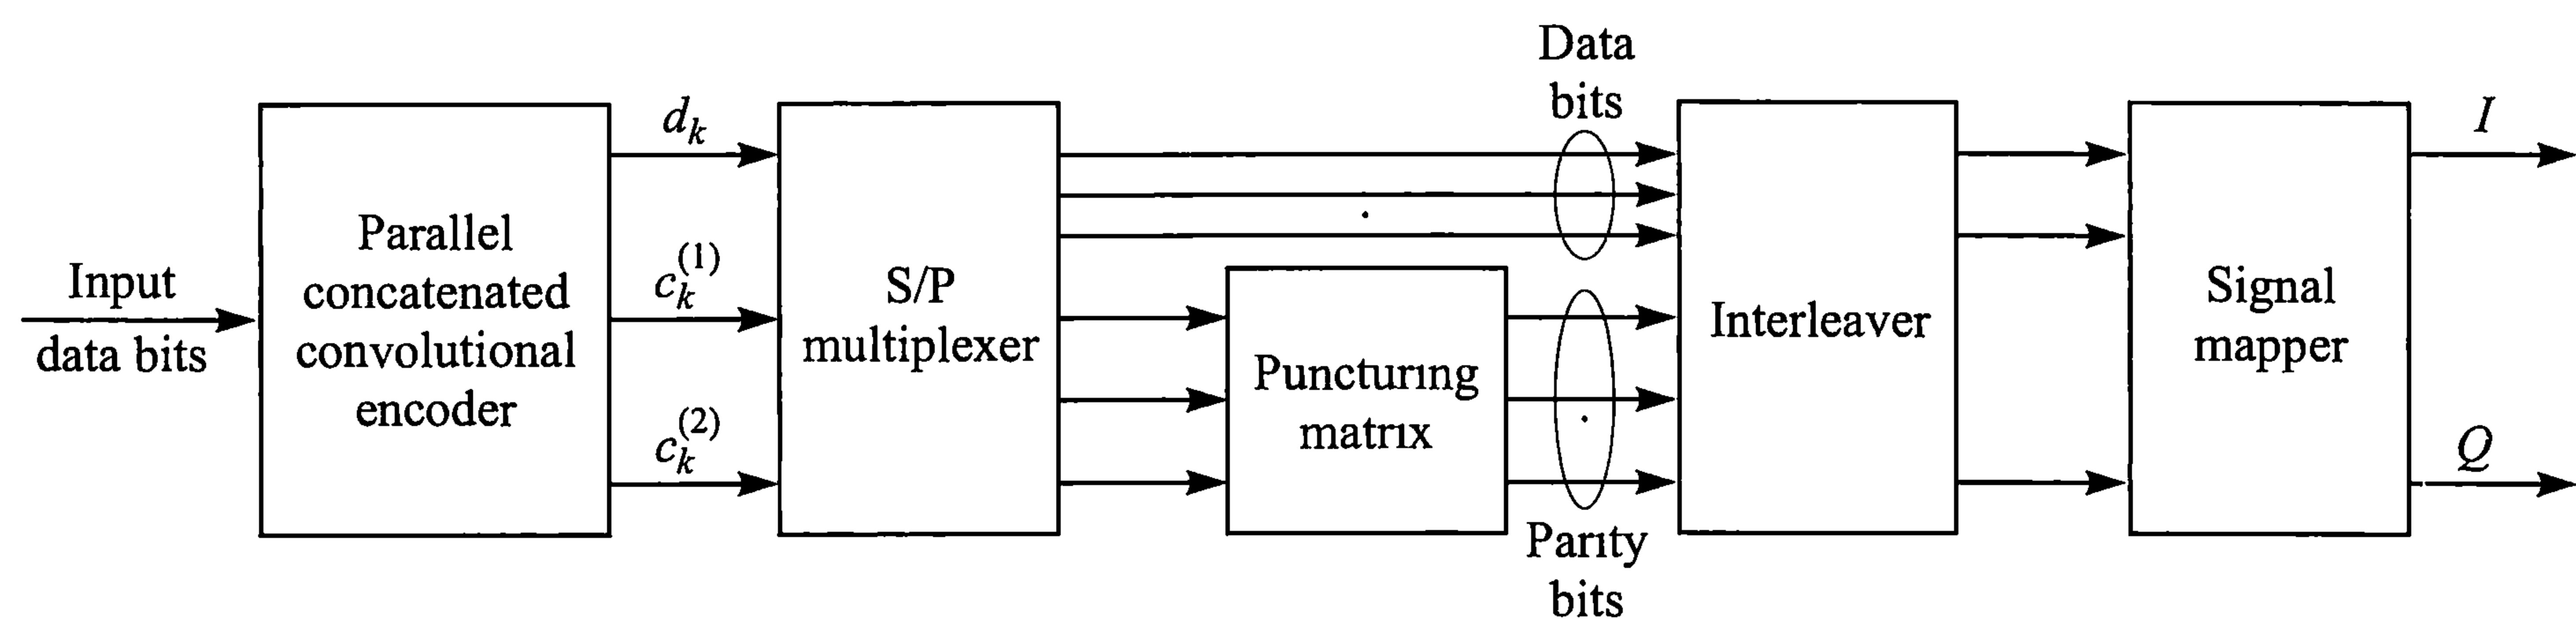 Input
data bits
Parallel
concatenated
convolutional
encoder
d_k
c_k^(1)
c_k^(2)
S/P
multiplexer
Puncturing
matrix
Data
bits
Parity
bits
Interleaver
Signal
mapper
I
Q